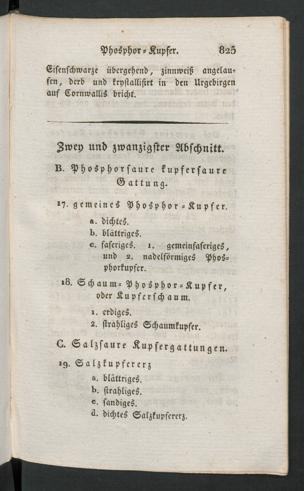 Phosphor-Kupfer. 825
Eisenschwarze übergehend, zinnweiß angelau-
fen, derb und krystallisirt in den Urgebirgen
auf Cornwallis bricht.
Zwey und zwanzigster Abschnitt.
B. Phosphorsaure kupfersaure
Gattung.
17. gemeines Phosphor-Kupfer.
a. dichtes.
b. blättriges.
c. faseriges. 1. gemeinfaseriges,
und 2. nadelförmiges Phos-
phorkupfer.
18. Schaum-Phosphor-Kupfer,
oder Kupferschaum.
1. erdiges.
2. strahliges Schaumkupfer.
C. Salzsaure Kupfergattungen.
19. Salzkupfererz
a. blättriges.
b. strahliges.
c. sandiges.
d. dichtes Salzkupfererz.